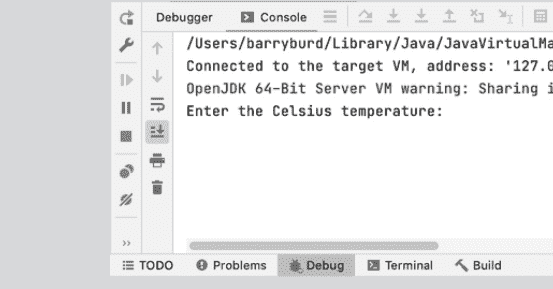 Debugger Console
/Users/barryburd/Library/Java/JavaVirtualMa
Connected to the target VM, address: '127.0
OpenJDK 64-Bit Server VM warning: Sharing i
Enter the Celsius temperature:
TODO Problems Debug Terminal Build